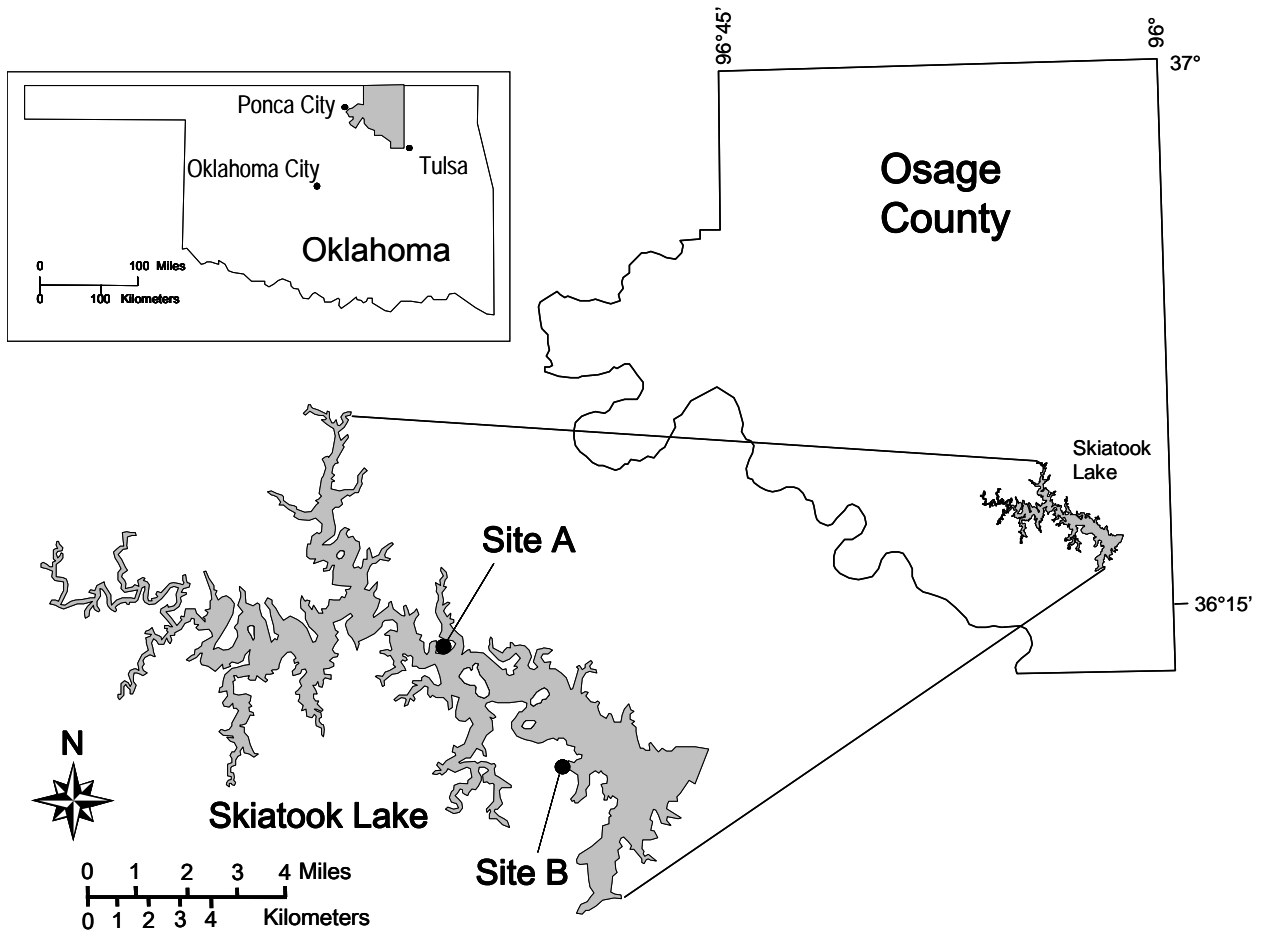 96°45'
96°
37°
Ponca City
Oklahoma City
Tulsa
Oklahoma
0 100 Miles
0 100 Kilometers
Osage
County
Skiatook
Lake
36°15'
Site A
Site B
N
Skiatook Lake
0 1 2 3 4 Miles
0 1 2 3 4 Kilometers